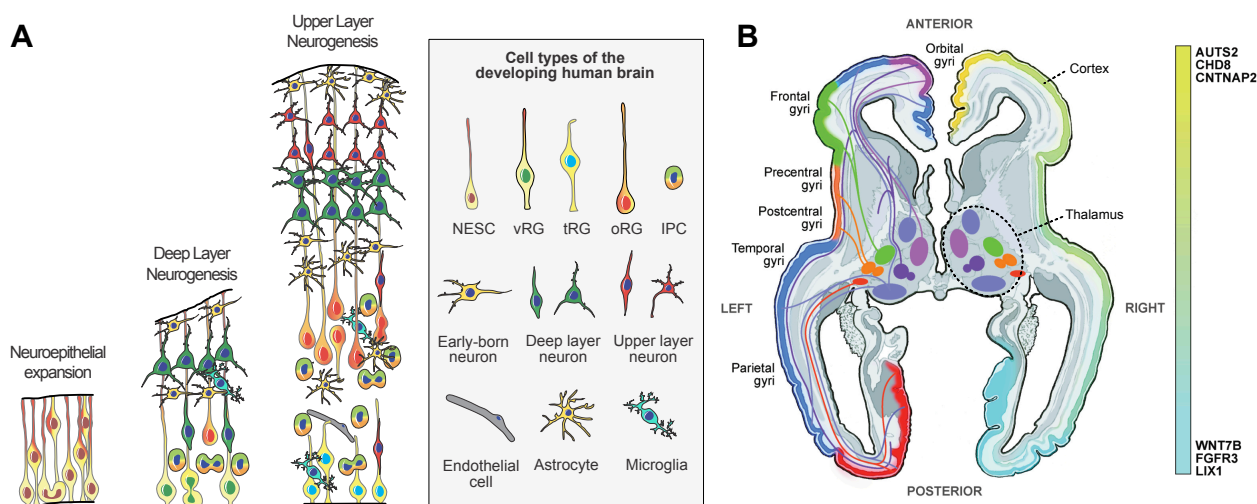 A
Upper Layer
Neurogenesis
Deep Layer
Neurogenesis
Neuroepithelial
expansion
Cell types of the
developing human brain
NESC
vRG
tRG
oRG
IPC
Early-born
neuron
Deep layer
neuron
Upper layer
neuron
Endothelial
cell
Astrocyte
Microglia
B
ANTERIOR
Orbital
gyri
Cortex
Frontal
gyri
Precentral
gyri
Postcentral
gyri
Thalamus
Temporal
gyri
LEFT
RIGHT
Parietal
gyri
POSTERIOR
AUTS2
CHD8
CNTNAP2
WNT7B
FGFR3
LIX1